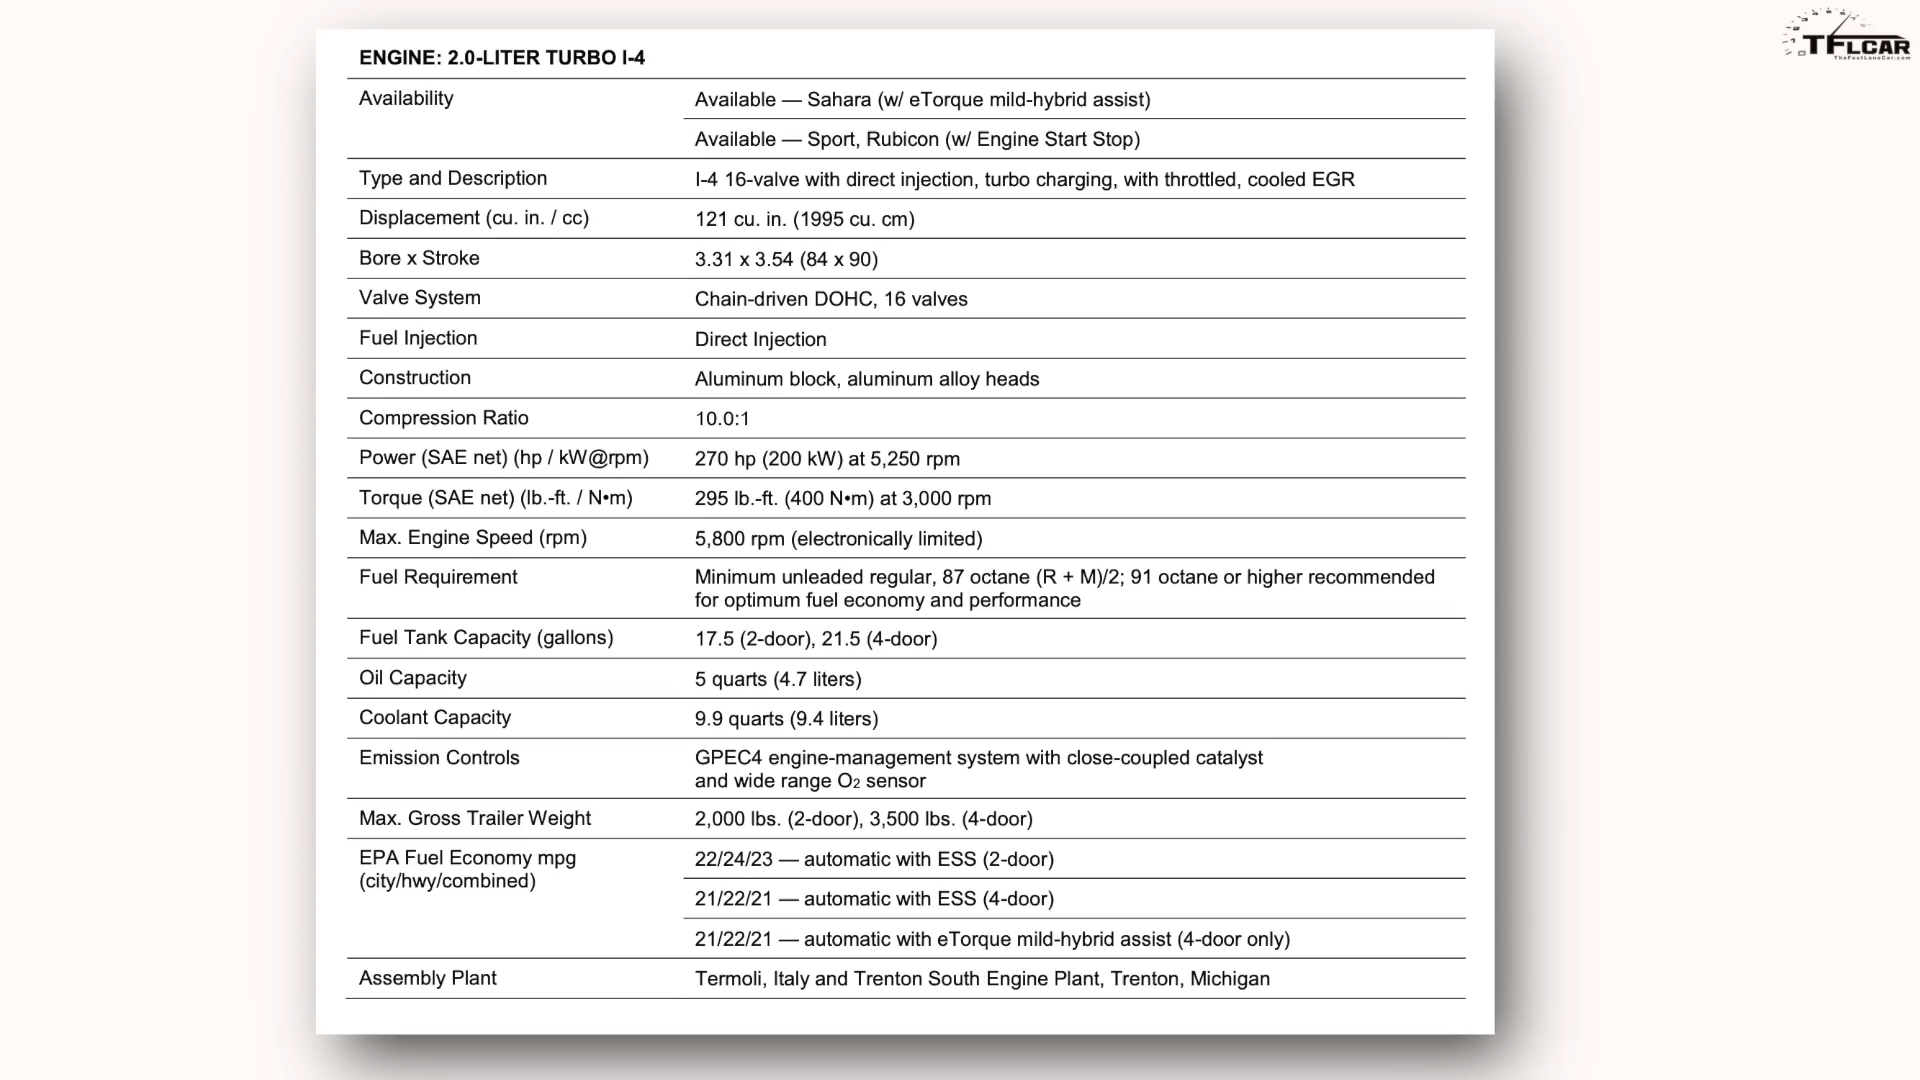 TFLCAR
TheFastLaneCar.com
ENGINE: 2.0-LITER TURBO I-4
Availability
Available — Sahara (w/ eTorque mild-hybrid assist)
Available — Sport, Rubicon (w/ Engine Start Stop)
Type and Description
I-4 16-valve with direct injection, turbo charging, with throttled, cooled EGR
Displacement (cu. in. / cc)
121 cu. in. (1995 cu. cm)
Bore x Stroke
3.31 x 3.54 (84 x 90)
Valve System
Chain-driven DOHC, 16 valves
Fuel Injection
Direct Injection
Construction
Aluminum block, aluminum alloy heads
Compression Ratio
10.0:1
Power (SAE net) (hp / kW@rpm)
270 hp (200 kW) at 5,250 rpm
Torque (SAE net) (lb.-ft. / N•m)
295 lb.-ft. (400 N•m) at 3,000 rpm
Max. Engine Speed (rpm)
5,800 rpm (electronically limited)
Fuel Requirement
Minimum unleaded regular, 87 octane (R + M)/2; 91 octane or higher recommended
for optimum fuel economy and performance
Fuel Tank Capacity (gallons)
17.5 (2-door), 21.5 (4-door)
Oil Capacity
5 quarts (4.7 liters)
Coolant Capacity
9.9 quarts (9.4 liters)
Emission Controls
GPEC4 engine-management system with close-coupled catalyst
and wide range O₂ sensor
Max. Gross Trailer Weight
2,000 lbs. (2-door), 3,500 lbs. (4-door)
EPA Fuel Economy mpg
(city/hwy/combined)
22/24/23 — automatic with ESS (2-door)
21/22/21 — automatic with ESS (4-door)
21/22/21 — automatic with eTorque mild-hybrid assist (4-door only)
Assembly Plant
Termoli, Italy and Trenton South Engine Plant, Trenton, Michigan